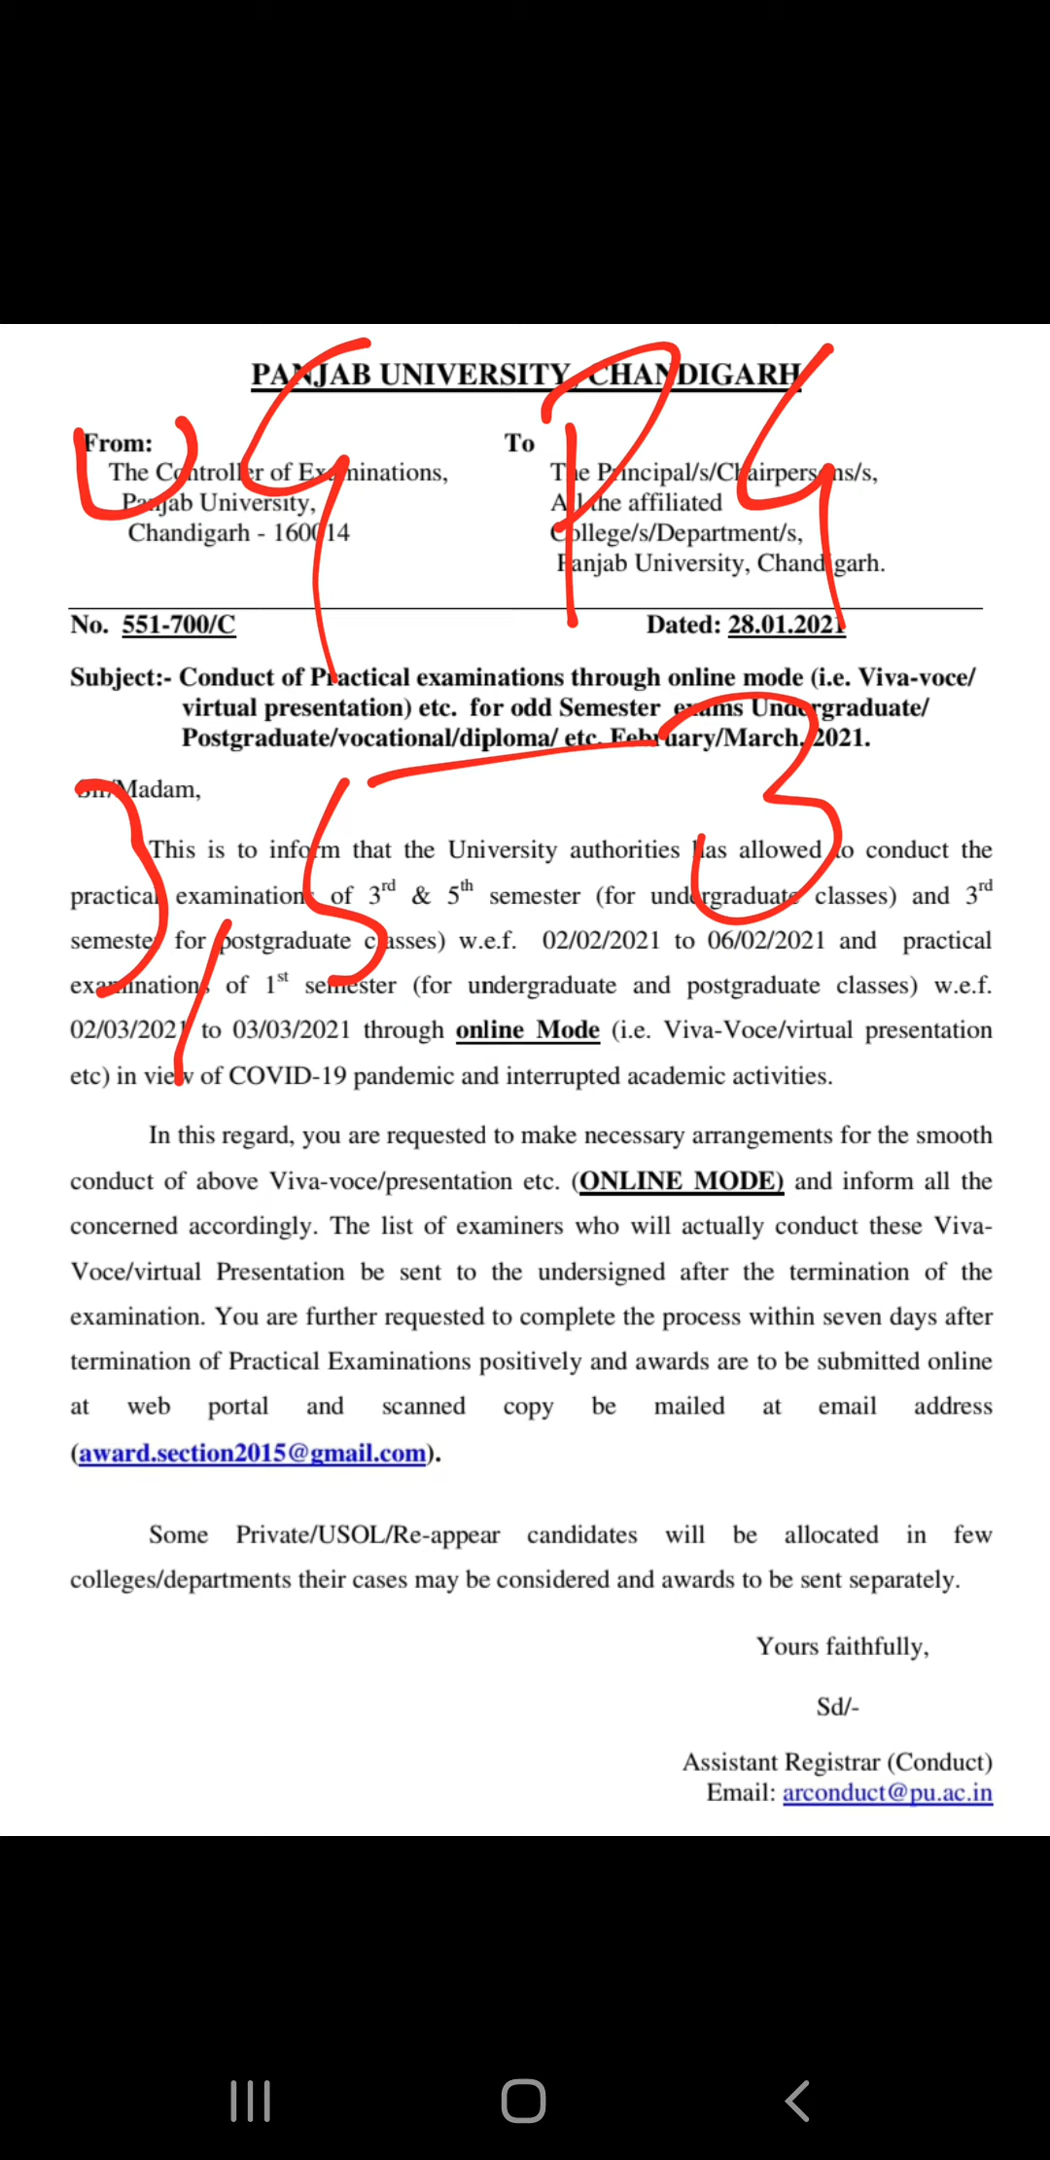 PANJAB UNIVERSITY, CHANDIGARH
From:
The Controller of Examinations,
Panjab University,
Chandigarh - 160014
To
The Principal/s/Chairpersons/s,
All the affiliated
College/s/Department/s,
Panjab University, Chandigarh.
No. 551-700/C Dated: 28.01.2021
Subject:- Conduct of Practical examinations through online mode (i.e. Viva-voce/
virtual presentation) etc. for odd Semester exams Undergraduate/
Postgraduate/vocational/diploma/ etc. February/March, 2021.
Sir/Madam,
This is to inform that the University authorities has allowed to conduct the
practical examinations of 3rd & 5th semester (for undergraduate classes) and 3rd
semester for postgraduate classes) w.e.f. 02/02/2021 to 06/02/2021 and practical
examinations of 1st semester (for undergraduate and postgraduate classes) w.e.f.
02/03/2021 to 03/03/2021 through online Mode (i.e. Viva-Voce/virtual presentation
etc) in view of COVID-19 pandemic and interrupted academic activities.
In this regard, you are requested to make necessary arrangements for the smooth
conduct of above Viva-voce/presentation etc. (ONLINE MODE) and inform all the
concerned accordingly. The list of examiners who will actually conduct these Viva-
Voce/virtual Presentation be sent to the undersigned after the termination of the
examination. You are further requested to complete the process within seven days after
termination of Practical Examinations positively and awards are to be submitted online
at web portal and scanned copy be mailed at email address
(award.section2015@gmail.com).
Some Private/USOL/Re-appear candidates will be allocated in few
colleges/departments their cases may be considered and awards to be sent separately.
Yours faithfully,
Sd/-
Assistant Registrar (Conduct)
Email: arconduct@pu.ac.in
UG PG
3,5 3